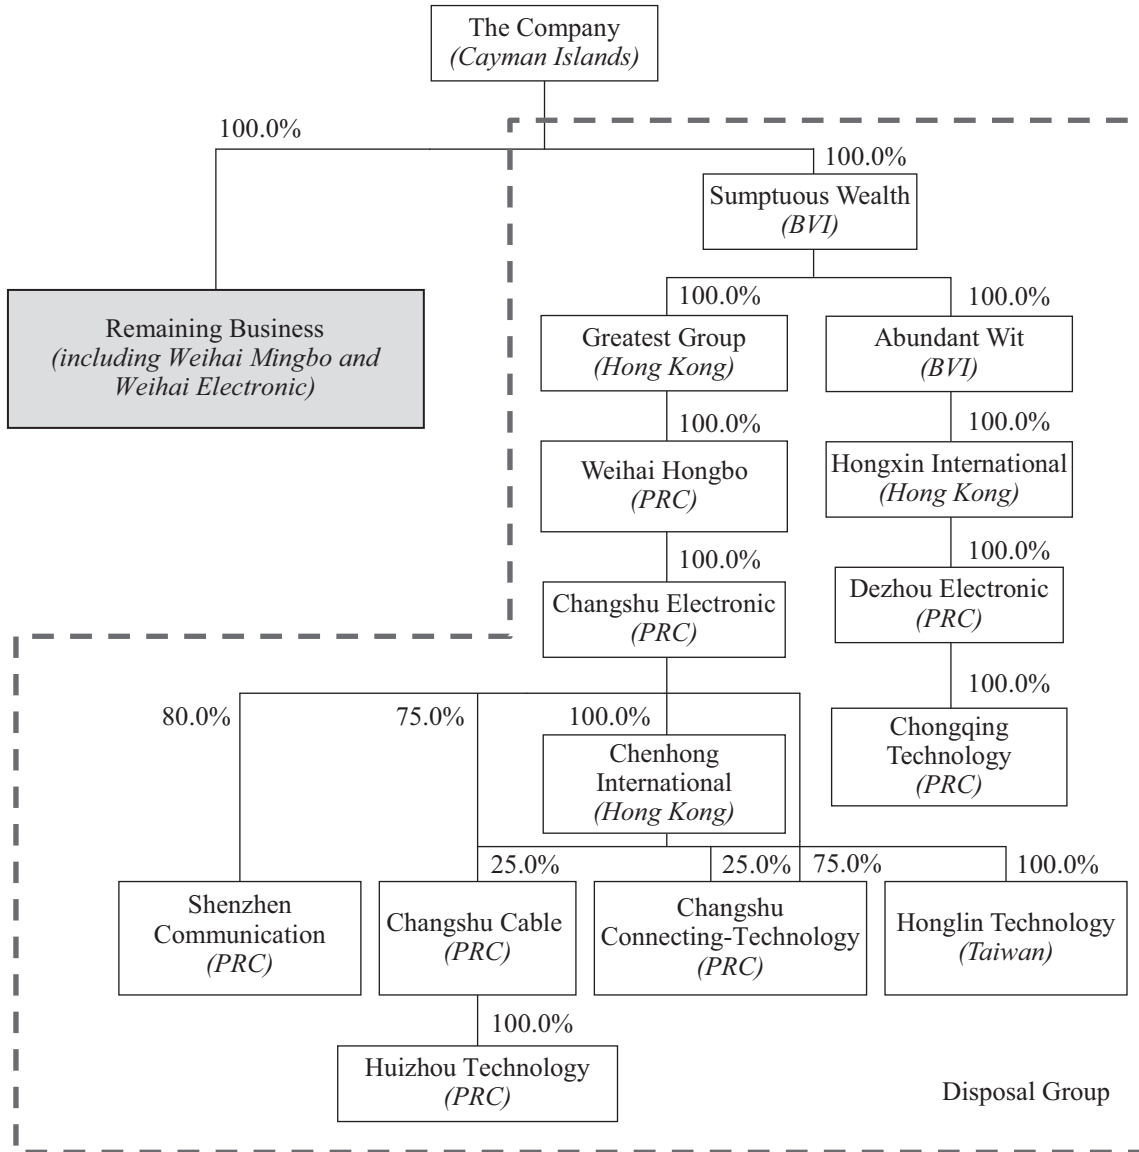 The Company
(Cayman Islands)
100.0%
100.0%
Sumptuous Wealth
(BVI)
100.0%
100.0%
Remaining Business
(including Weihai Mingbo and
Weihai Electronic)
Greatest Group
(Hong Kong)
Abundant Wit
(BVI)
100.0%
100.0%
Weihai Hongbo
(PRC)
Hongxin International
(Hong Kong)
100.0%
100.0%
Changshu Electronic
(PRC)
Dezhou Electronic
(PRC)
100.0%
80.0%
75.0%
100.0%
Chongqing
Technology
(PRC)
Chenhong
International
(Hong Kong)
25.0%
25.0%
75.0%
100.0%
Shenzhen
Communication
(PRC)
Changshu Cable
(PRC)
Changshu
Connecting-Technology
(PRC)
Honglin Technology
(Taiwan)
100.0%
Huizhou Technology
(PRC)
Disposal Group